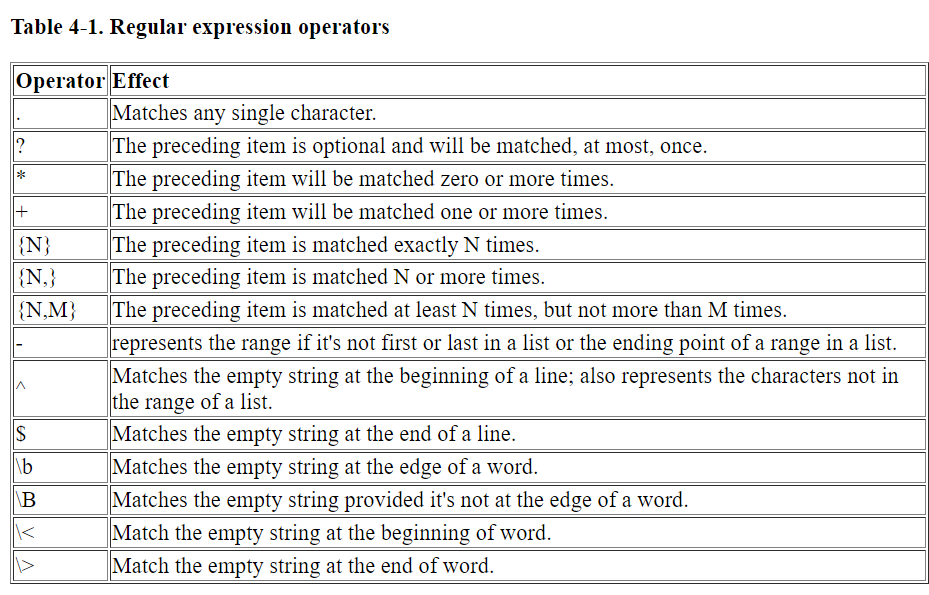 Table 4-1. Regular expression operators
Operator Effect
. Matches any single character.
? The preceding item is optional and will be matched, at most, once.
* The preceding item will be matched zero or more times.
+ The preceding item will be matched one or more times.
{N} The preceding item is matched exactly N times.
{N,} The preceding item is matched N or more times.
{N,M} The preceding item is matched at least N times, but not more than M times.
- represents the range if it's not first or last in a list or the ending point of a range in a list.
^ Matches the empty string at the beginning of a line; also represents the characters not in
the range of a list.
$ Matches the empty string at the end of a line.
\b Matches the empty string at the edge of a word.
\B Matches the empty string provided it's not at the edge of a word.
\< Match the empty string at the beginning of word.
\> Match the empty string at the end of word.